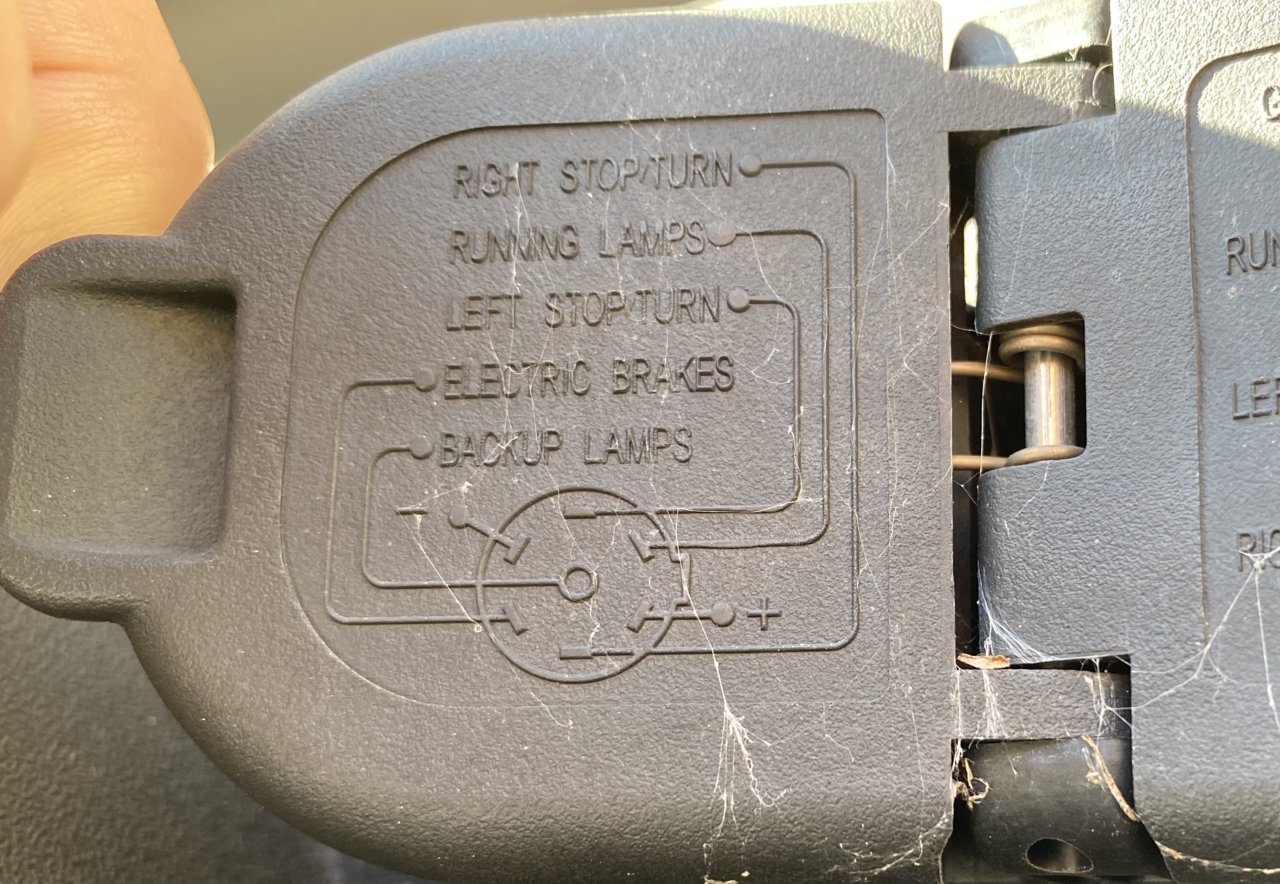 RIGHT STOP/TURN
RUNNING LAMPS
LEFT STOP/TURN
ELECTRIC BRAKES
BACKUP LAMPS
-
+